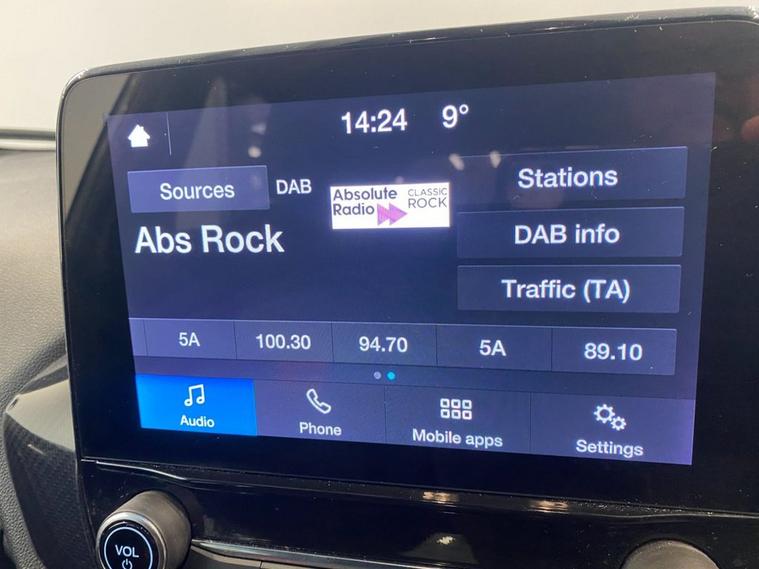 14:24 9°
Sources DAB
Absolute
Radio
CLASSIC
ROCK
Stations
Abs Rock
DAB info
Traffic (TA)
5A 100.30 94.70 5A 89.10
Audio Phone Mobile apps Settings
VOL